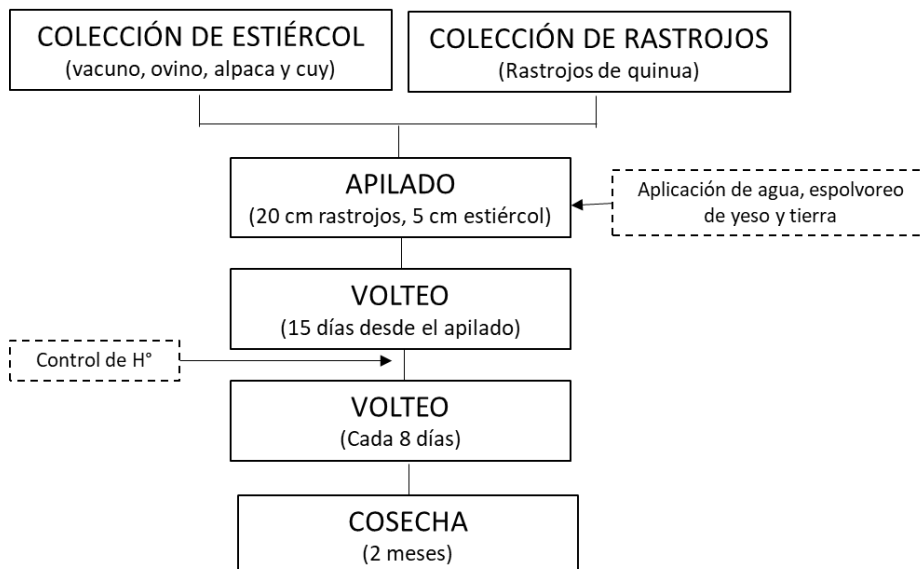 COLECCIÓN DE ESTIÉRCOL
(vacuno, ovino, alpaca y cuy)
COLECCIÓN DE RASTROJOS
(Rastrojos de quinua)
APILADO
(20 cm rastrojos, 5 cm estiércol)
Aplicación de agua, espolvoreo
de yeso y tierra
VOLTEO
(15 días desde el apilado)
Control de H°
VOLTEO
(Cada 8 días)
COSECHA
(2 meses)